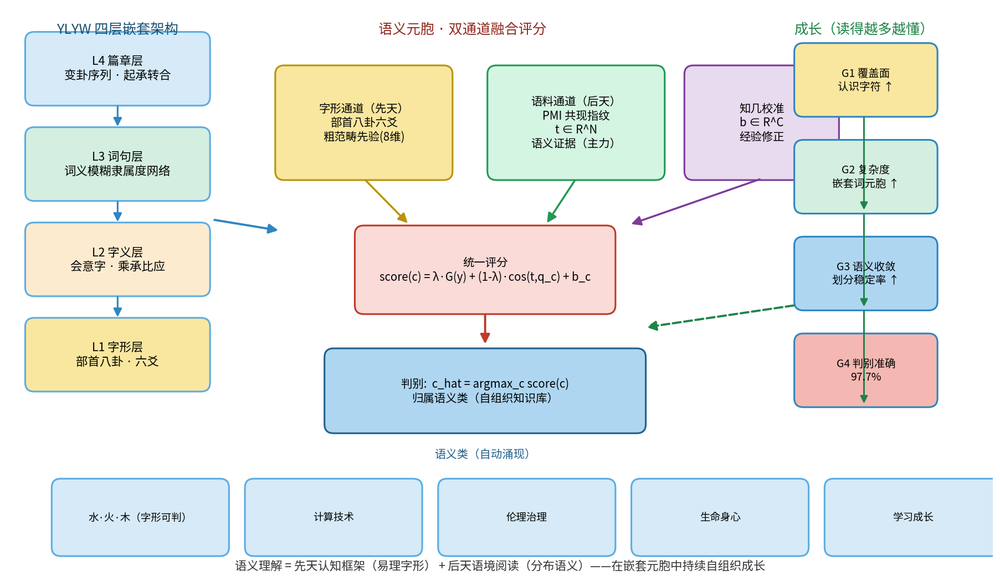 YLYW 四层嵌套架构
L4 篇章层
变卦序列 · 起承转合
L3 词句层
词义模糊隶属度网络
L2 字义层
会意字 · 乘承比应
L1 字形层
部首八卦 · 六爻
语义元胞 · 双通道融合评分
字形通道（先天）
部首八卦六爻
粗范畴先验(8维)
语料通道（后天）
PMI 共现指纹
t ∈ R^N
语义证据（主力）
知几校准
b ∈ R^C
经验修正
统一评分
score(c) = λ·G(y) + (1-λ)·cos(t,q_c) + b_c
判别: c_hat = argmax_c score(c)
归属语义类（自组织知识库）
成长（读得越多越懂）
G1 覆盖面
认识字符 ↑
G2 复杂度
嵌套词元胞 ↑
G3 语义收敛
划分稳定率 ↑
G4 判别准确
97.7%
语义类（自动涌现）
水·火·木（字形可判）
计算技术
伦理治理
生命身心
学习成长
语义理解 = 先天认知框架（易理字形） + 后天语境阅读（分布语义）——在嵌套元胞中持续自组织成长